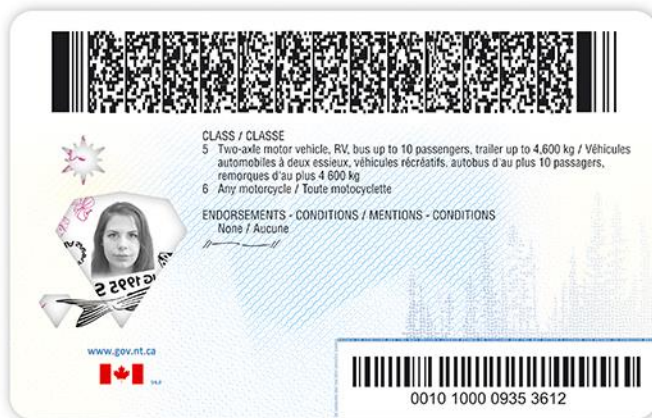 CLASS / CLASSE
5 Two-axle motor vehicle, RV, bus up to 10 passengers, trailer up to 4,600 kg / Véhicules
automobiles à deux essieux, véhicules récréatifs, autobus d'au plus 10 passagers,
remorques d'au plus 4 600 kg
6 Any motorcycle / Toute motocyclette
ENDORSEMENTS - CONDITIONS / MENTIONS - CONDITIONS
None / Aucune
www.gov.nt.ca
0010 1000 0935 3612